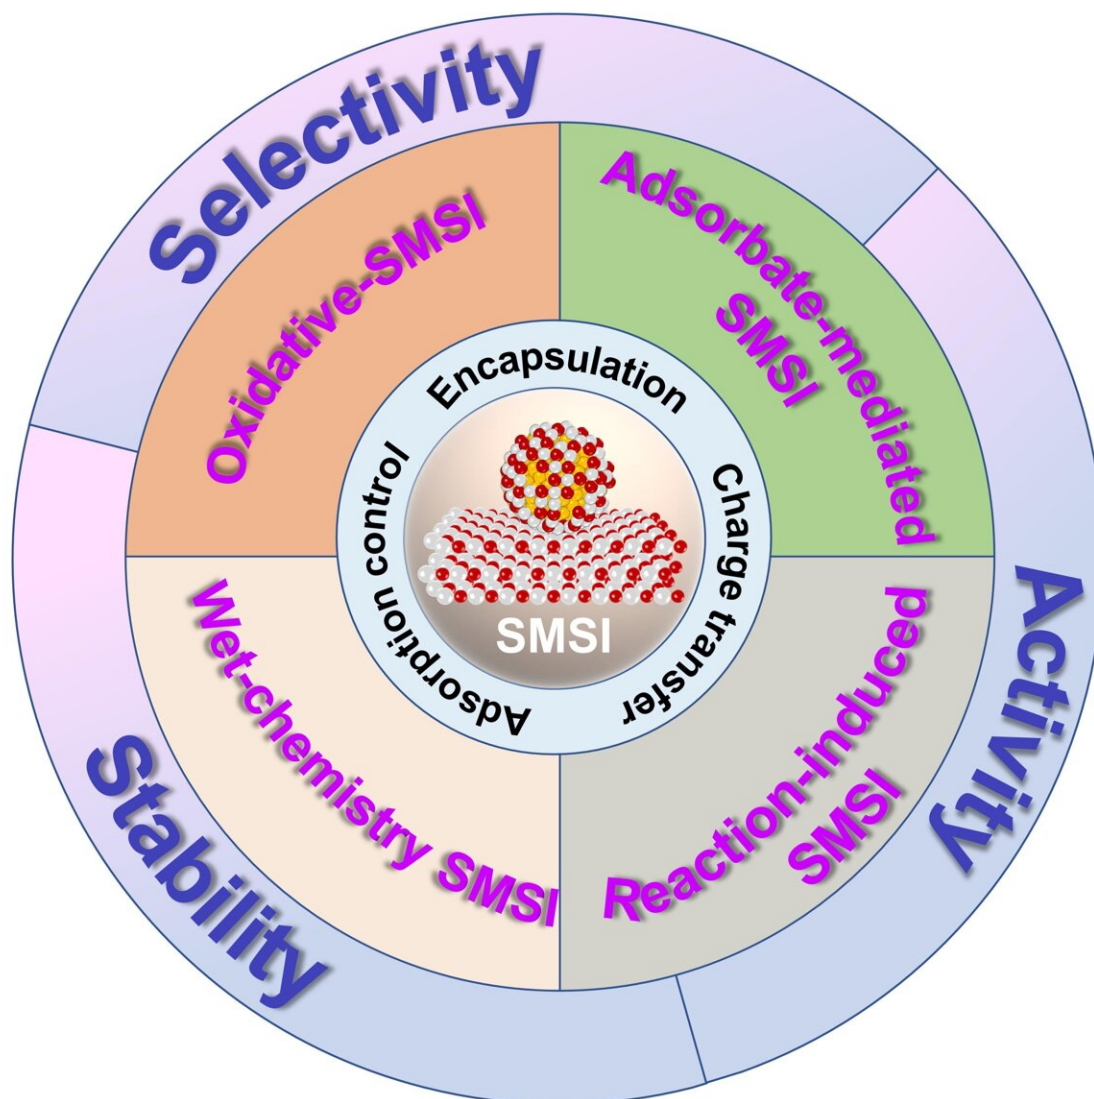 Selectivity
Activity
Stability
Oxidative-SMSI
Adsorbate-mediated
SMSI
Reaction-induced
SMSI
Wet-chemistry SMSI
Encapsulation
Charge transfer
Adsorption control
SMSI